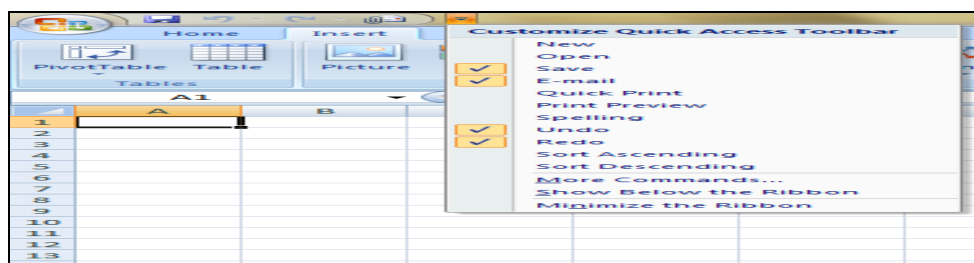 Home Insert Customize Quick Access Toolbar
New
Open
PivotTable Table Picture Save
E-mail
Tables Quick Print
A1 Print Preview
A B Spelling
1 Undo
2 Redo
3 Sort Ascending
4 Sort Descending
5
6 More Commands...
7 Show Below the Ribbon
8 Minimize the Ribbon
9
10
11
12
13